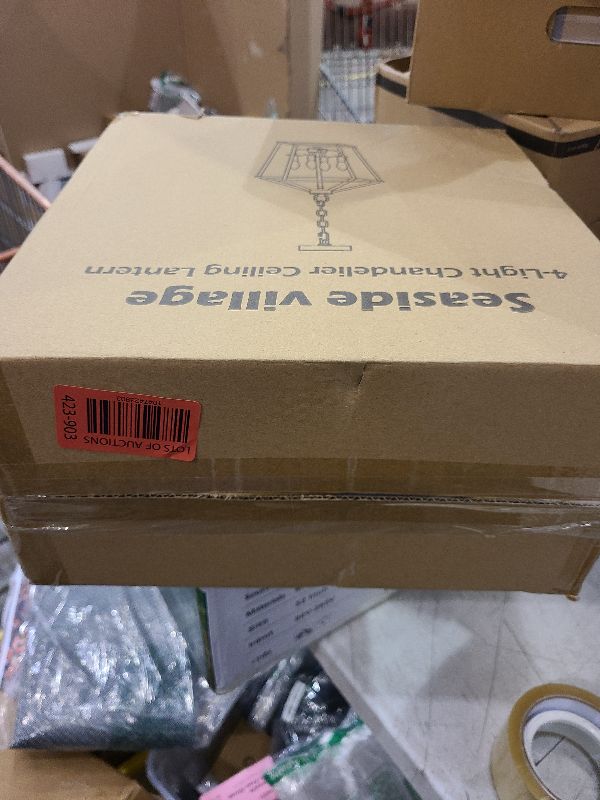 Seaside village
4-Light Chandelier Ceiling Lantern
LOTS OF AUCTIONS
423-903